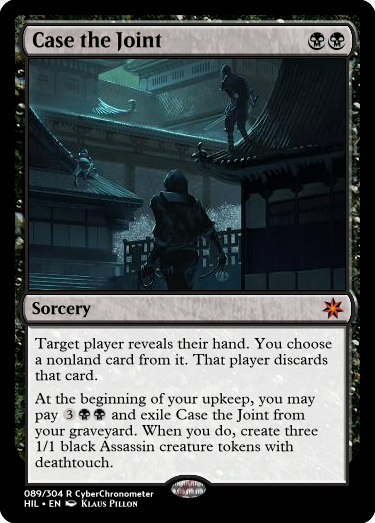 Case the Joint
Sorcery
Target player reveals their hand. You choose
a nonland card from it. That player discards
that card.
At the beginning of your upkeep, you may
pay 3 and exile Case the Joint from
your graveyard. When you do, create three
1/1 black Assassin creature tokens with
deathtouch.
089/304 R CyberChronometer
HIL • EN Klaus Pillon